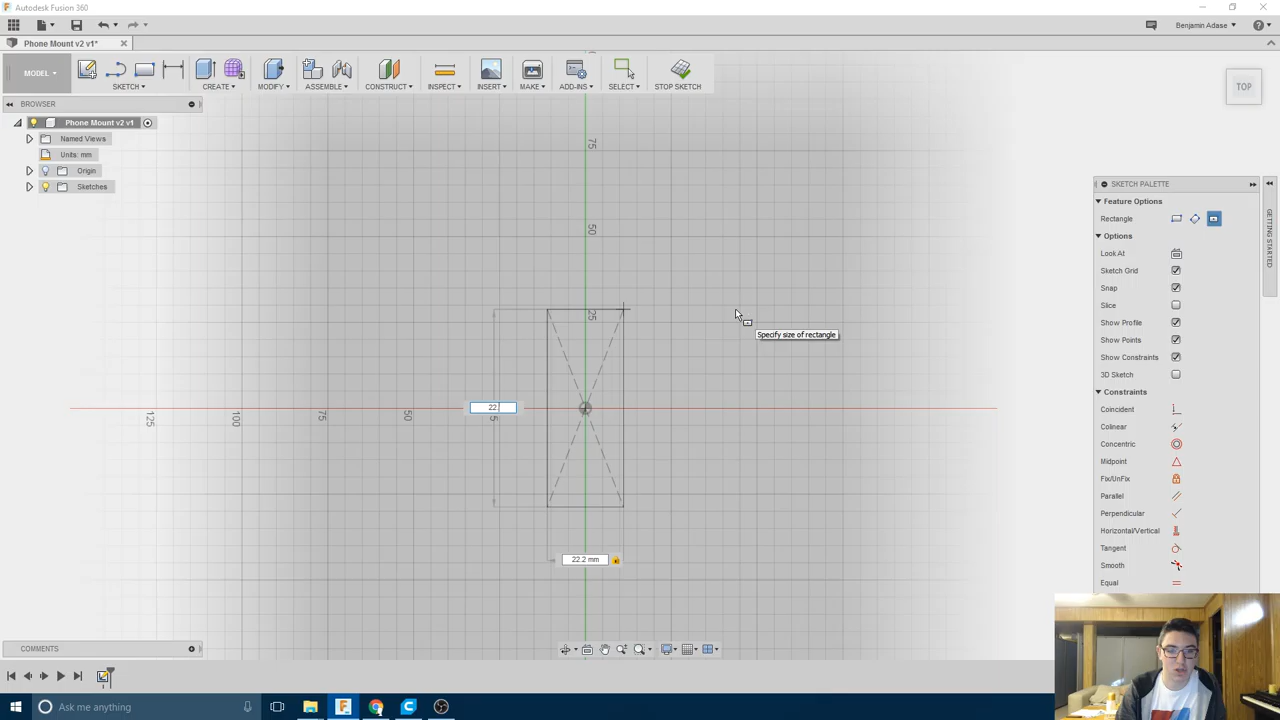 Autodesk Fusion 360
Benjamin Adase
Phone Mount v2 v1*
MODEL
SKETCH
CREATE
MODIFY
ASSEMBLE
CONSTRUCT
INSPECT
INSERT
MAKE
ADD-INS
SELECT
STOP SKETCH
TOP
BROWSER
Phone Mount v2 v1
Named Views
Units: mm
Origin
Sketches
75
50
25
125
100
75
50
22.
22.2 mm
Specify size of rectangle
SKETCH PALETTE
Feature Options
Rectangle
Options
Look At
Sketch Grid
Snap
Slice
Show Profile
Show Points
Show Constraints
3D Sketch
Constraints
Coincident
Colinear
Concentric
Midpoint
Fix/UnFix
Parallel
Perpendicular
Horizontal/Vertical
Tangent
Smooth
Equal
GETTING STARTED
COMMENTS
Ask me anything